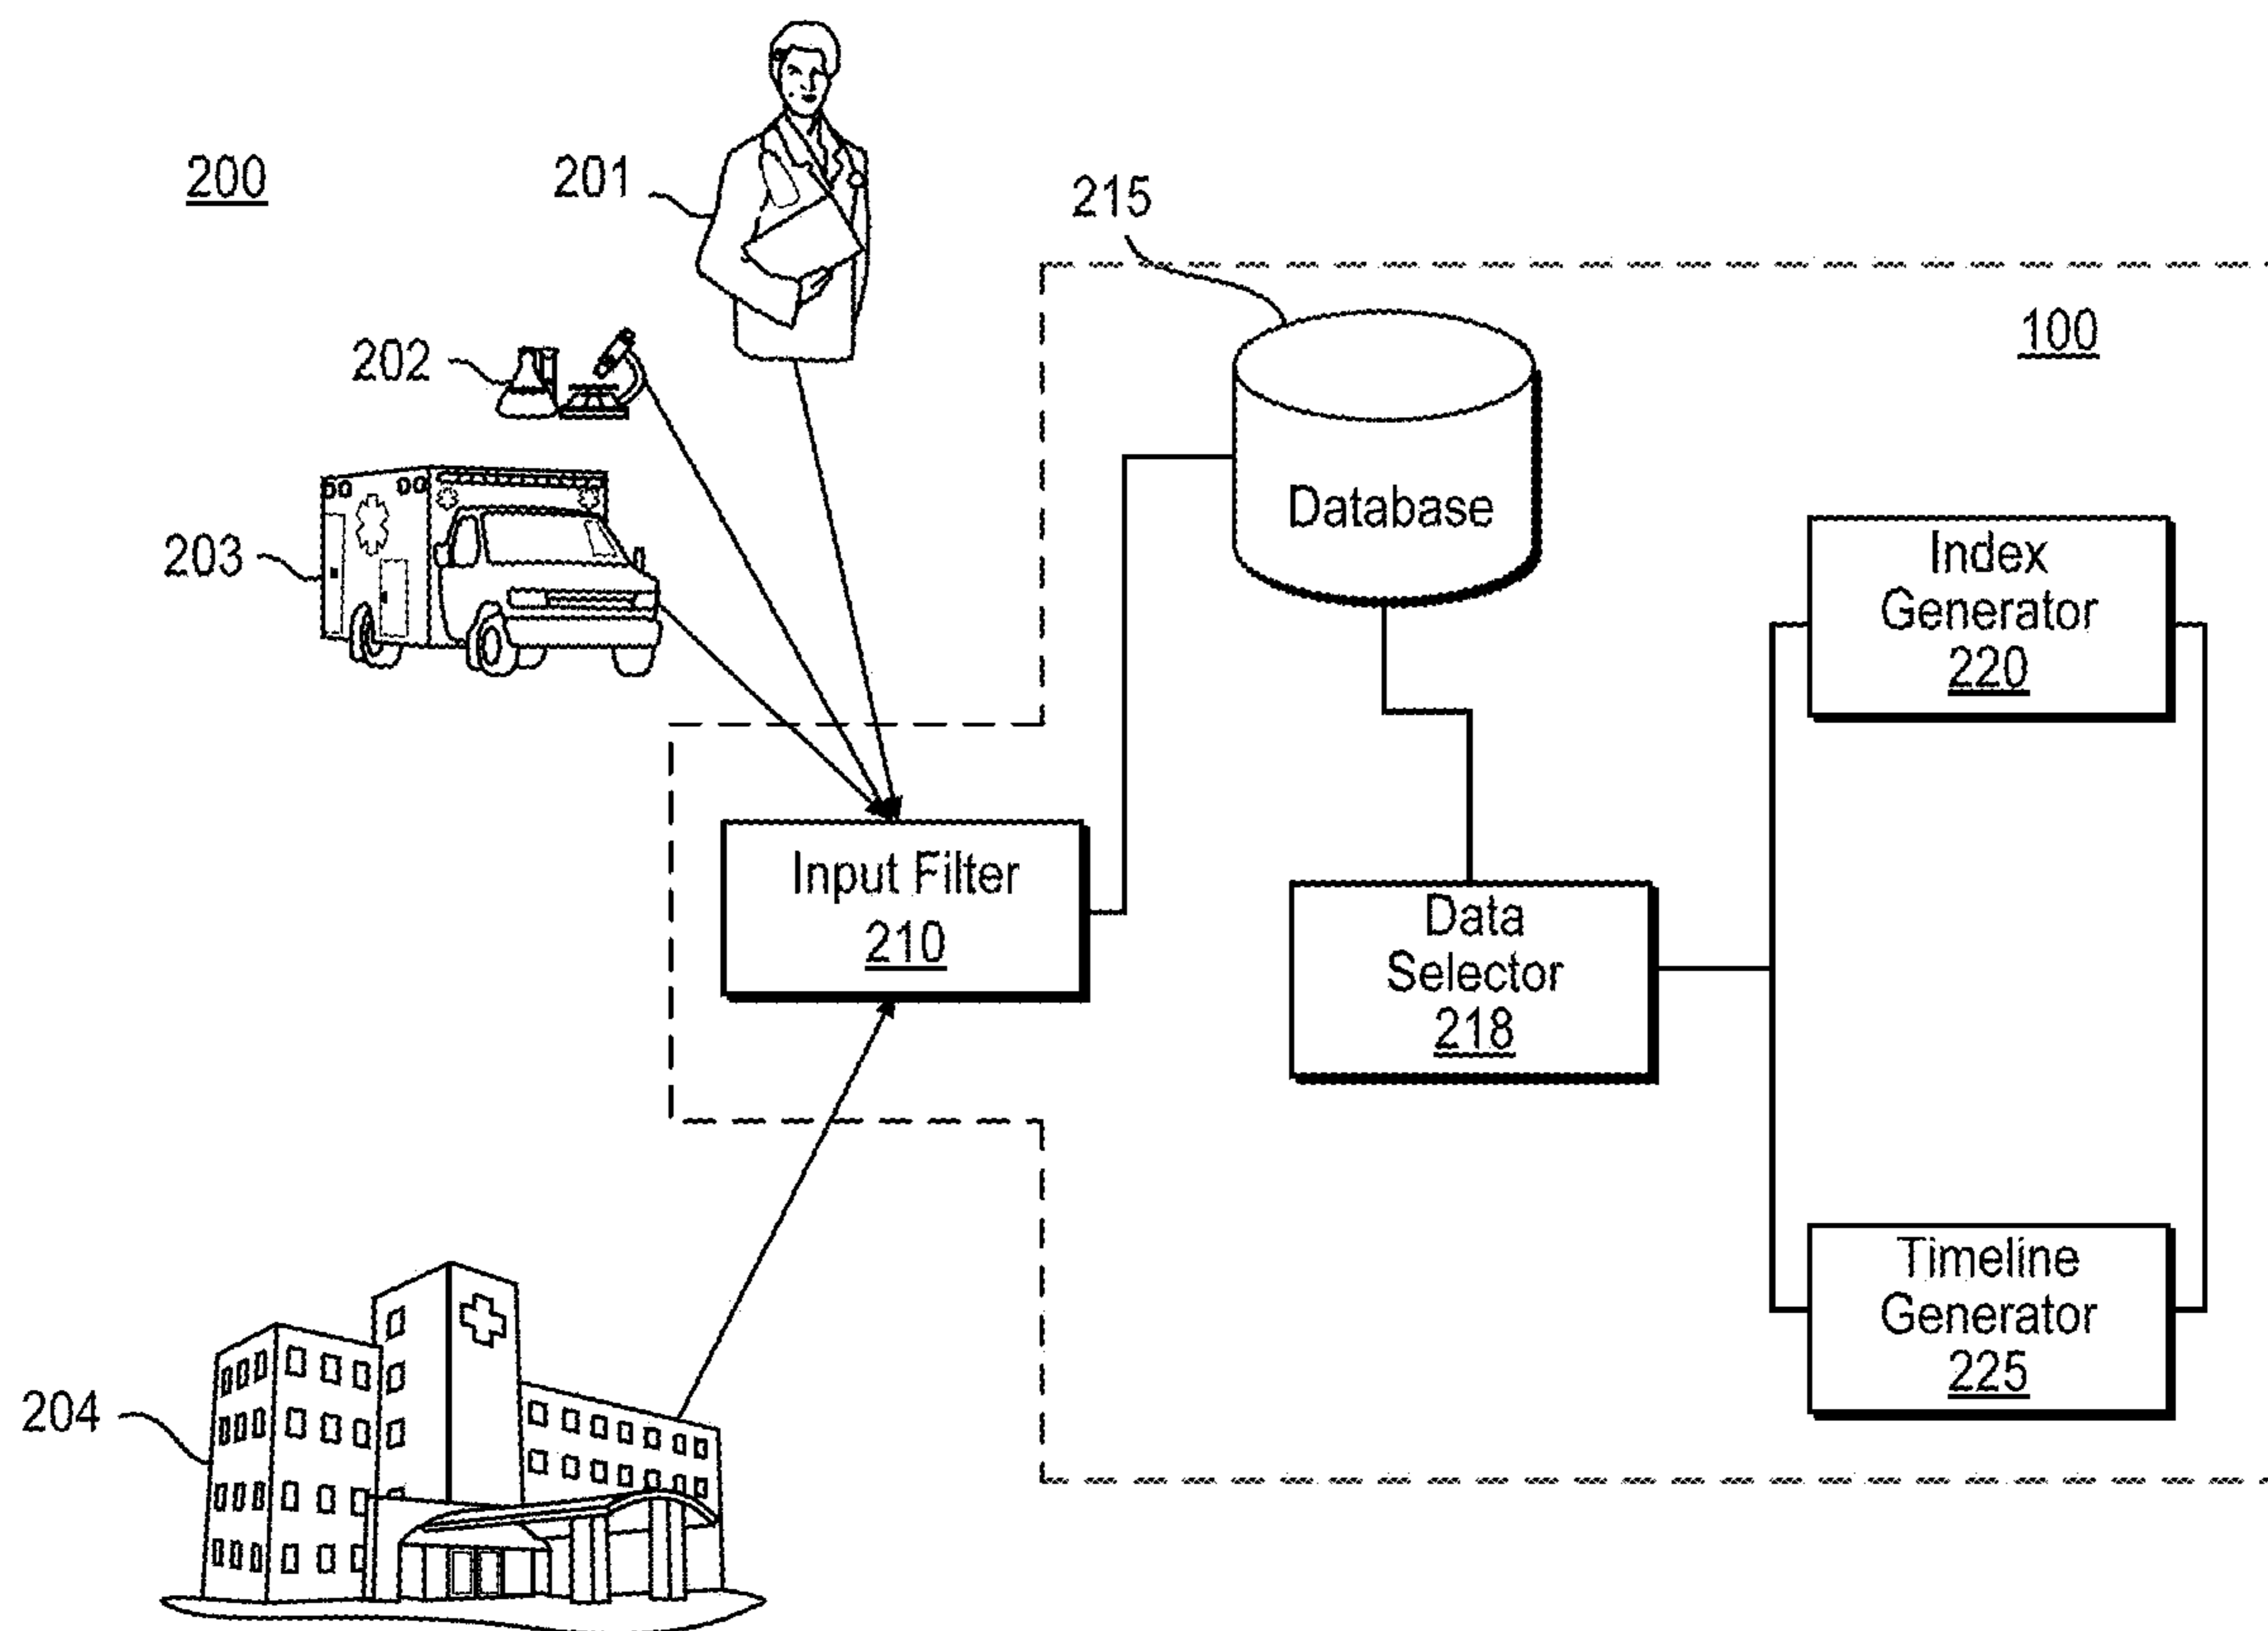 200
201
215
100
202
203
Database
Index
Generator
220
Input Filter
210
Data
Selector
218
Timeline
Generator
225
204